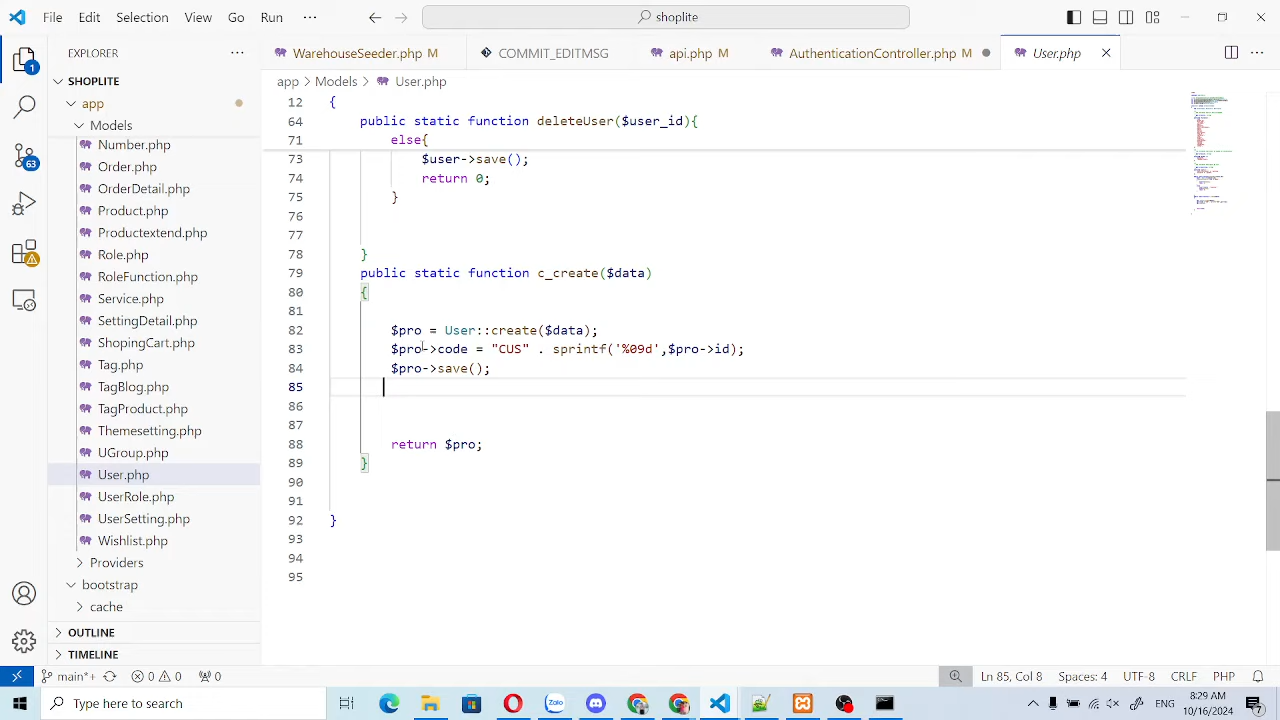 File Edit Selection View Go Run ···
shoplite
EXPLORER ···
WarehouseSeeder.php M
COMMIT_EDITMSG
api.php M
AuthenticationController.php M
User.php
SHOPLITE
app
Models
Number.php
Order.php
OrderDetail.php
Product.php
Productextend.php
Role.php
RoleFunction.php
Service.php
SettingDetail.php
ShopingCart.php
Tag.php
TagBlog.php
TagProduct.php
Themesetting.php
UGroup.php
User.php
UserRole.php
UserSetting.php
Wishlist.php
Providers
bootstrap
cache
OUTLINE
TIMELINE
1
63
app > Models > User.php
12 {
64 public static function deleteUser($user_id){
71 else{
73
74 return
75
76
77
78 }
79 public static function c_create($data)
80 {
81
82 $pro = User::create($data);
83 $pro->code = "CUS" . sprintf('%09d',$pro->id);
84 $pro->save();
85
86
87
88 return $pro;
89 }
90
91
92 }
93
94
95
main*+ 0 0 0 Ln 85, Col 8 Spaces: 4 UTF-8 CRLF PHP
Type here to search
Zalo
ENG
8:29 AM
10/16/2024
7